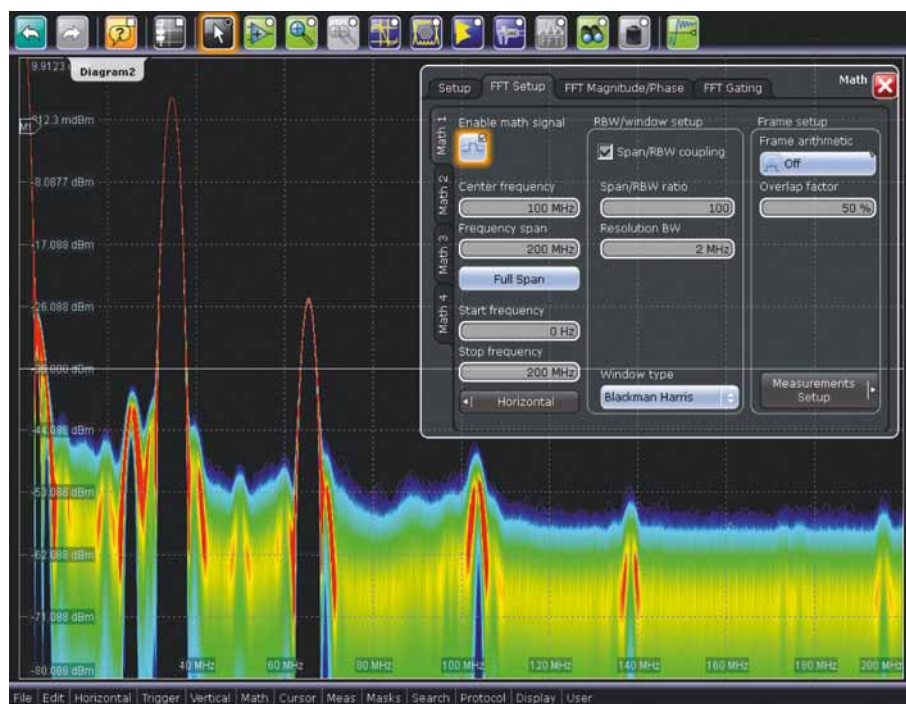 9.9123
Diagram2
Math
Setup
FFT Setup
FFT Magnitude/Phase
FFT Gating
M1
912.3 mdBm
Math 1
Math 2
Math 3
Math 4
Enable math signal
RBW/window setup
Frame setup
Span/RBW coupling
Frame arithmetic
Off
-8.0877 dBm
Center frequency
100 MHz
Span/RBW ratio
100
Overlap factor
50 %
Frequency span
200 MHz
Resolution BW
2 MHz
-17.088 dBm
Full Span
-26.088 dBm
Start frequency
0 Hz
Stop frequency
200 MHz
Window type
Blackman Harris
Measurements
Setup
Horizontal
-35.000 dBm
-44.088 dBm
-53.088 dBm
-62.088 dBm
-71.088 dBm
-80.088 dBm
40 MHz
60 MHz
80 MHz
100 MHz
120 MHz
140 MHz
160 MHz
180 MHz
200 MHz
File Edit Horizontal Trigger Vertical Math Cursor Meas Masks Search Protocol Display User